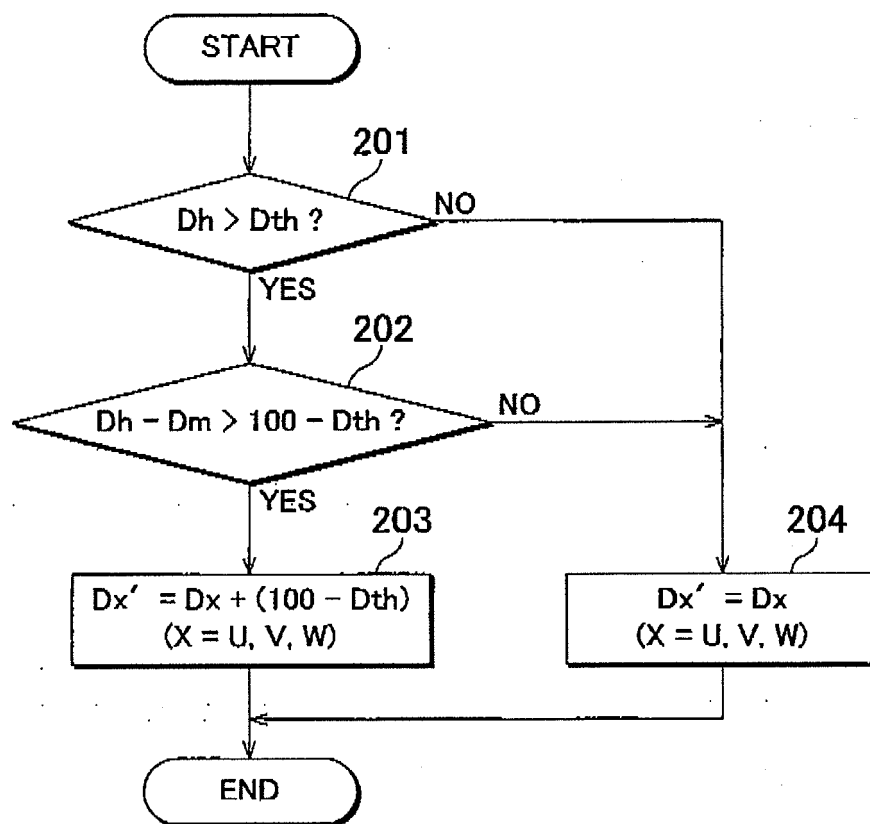 START
201
Dh > Dth ?
NO
YES
202
Dh - Dm > 100 - Dth ?
NO
YES
203
Dx′ = Dx + (100 - Dth)
(X = U, V, W)
204
Dx′ = Dx
(X = U, V, W)
END